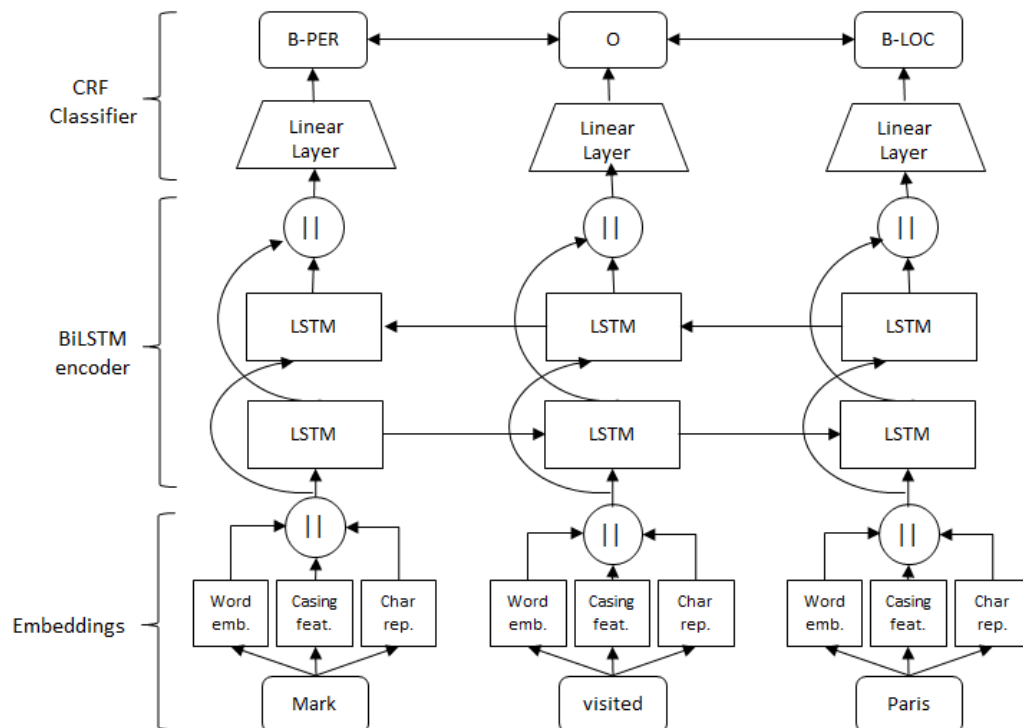 B-PER
O
B-LOC
CRF
Classifier
Linear
Layer
Linear
Layer
Linear
Layer
||
||
||
LSTM
LSTM
LSTM
BiLSTM
encoder
LSTM
LSTM
LSTM
||
||
||
Word
emb.
Casing
feat.
Char
rep.
Word
emb.
Casing
feat.
Char
rep.
Word
emb.
Casing
feat.
Char
rep.
Embeddings
Mark
visited
Paris